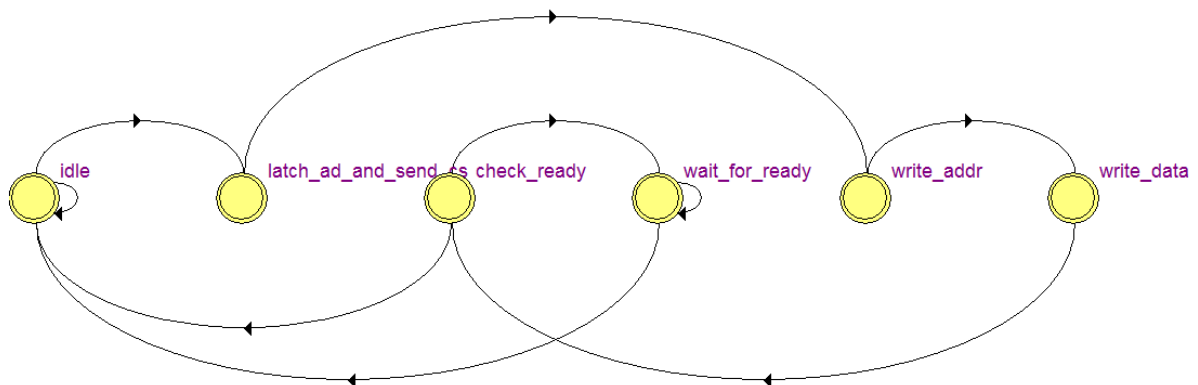 idle
latch_ad_and_send_cs
check_ready
wait_for_ready
write_addr
write_data